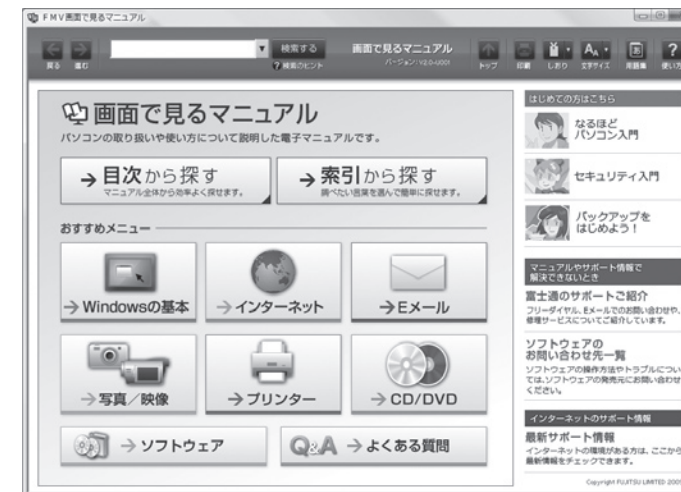 FMV画面で見るマニュアル
戻る
進む
検索する
検索のヒント
画面で見るマニュアル
バージョン:V2.0-U001
トップ
印刷
しおり
文字サイズ
用語集
使い方
画面で見るマニュアル
パソコンの取り扱いや使い方について説明した電子マニュアルです。
目次から探す
マニュアル全体から効率よく探せます。
索引から探す
調べたい言葉を選んで簡単に探せます。
おすすめメニュー
Windowsの基本
インターネット
Eメール
写真/映像
プリンター
CD/DVD
ソフトウェア
Q&A よくある質問
はじめての方はこちら
なるほど
パソコン入門
セキュリティ入門
バックアップを
はじめよう!
マニュアルやサポート情報で
解決できないとき
富士通のサポートご紹介
フリーダイヤル、Eメールでのお問い合わせや、
修理サービスについてご紹介しています。
ソフトウェアの
お問い合わせ先一覧
ソフトウェアの操作方法やトラブルについ
ては、ソフトウェアの発売元にお問い合わせ
ください。
インターネットのサポート情報
最新サポート情報
インターネットの環境がある方は、ここから
最新情報をチェックできます。
Copyright FUJITSU LIMITED 2009